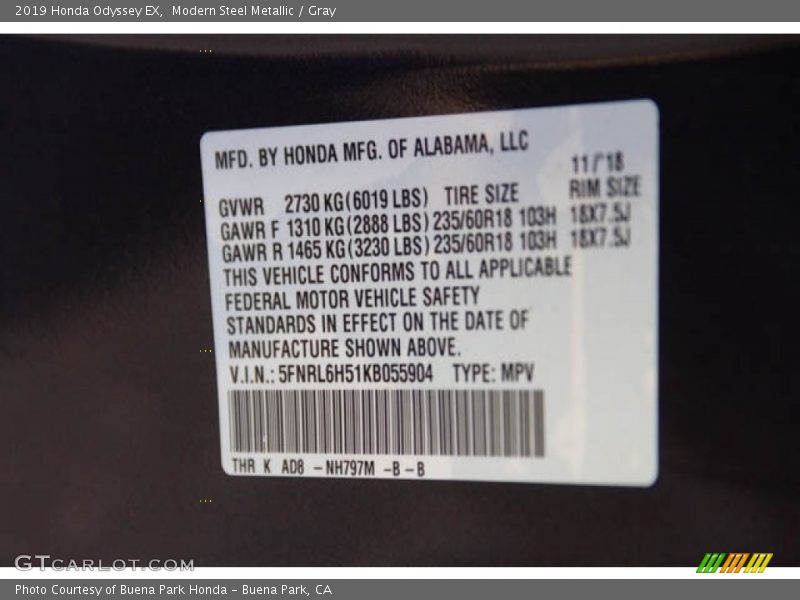 2019 Honda Odyssey EX, Modern Steel Metallic / Gray
MFD. BY HONDA MFG. OF ALABAMA, LLC 11/18
GVWR 2730 KG(6019 LBS) TIRE SIZE RIM SIZE
GAWR F 1310 KG(2888 LBS) 235/60R18 103H 18X7.5J
GAWR R 1465 KG(3230 LBS) 235/60R18 103H 18X7.5J
THIS VEHICLE CONFORMS TO ALL APPLICABLE
FEDERAL MOTOR VEHICLE SAFETY
STANDARDS IN EFFECT ON THE DATE OF
MANUFACTURE SHOWN ABOVE.
V.I.N.: 5FNRL6H51KB055904 TYPE: MPV
THR K AD8 -NH797M -B-B
GTCARLOT.COM
Photo Courtesy of Buena Park Honda - Buena Park, CA